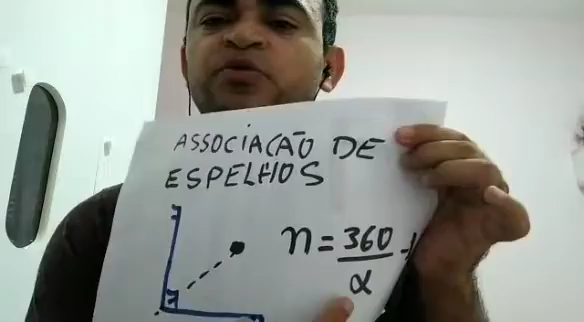 ASSOCIAÇÃO DE
ESPELHOS
n = 360
α